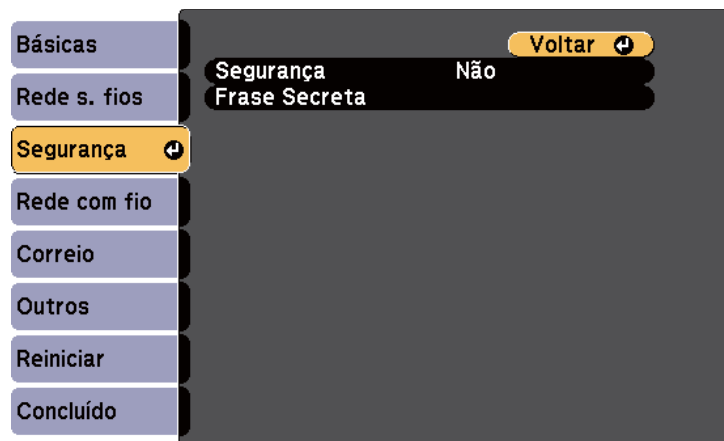 Básicas
Rede s. fios
Segurança
Rede com fio
Correio
Outros
Reiniciar
Concluído
Voltar
Segurança Não
Frase Secreta